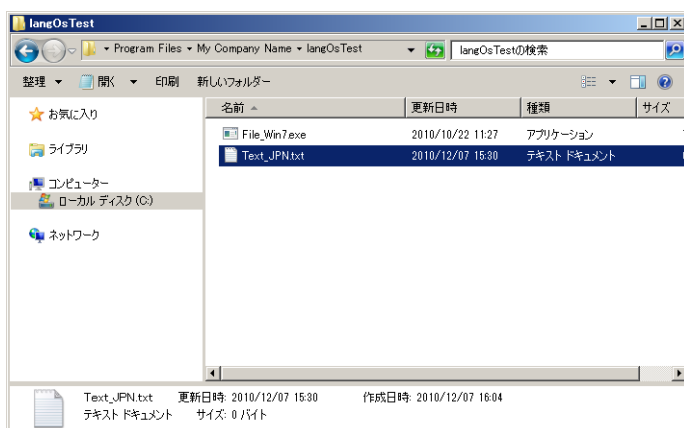 langOsTest
Program Files My Company Name langOsTest langOsTestの検索
整理 開く 印刷 新しいフォルダー
お気に入り
ライブラリ
コンピューター
ローカル ディスク (C:)
ネットワーク
名前 更新日時 種類 サイズ
File_Win7.exe 2010/10/22 11:27 アプリケーション
Text_JPN.txt 2010/12/07 15:30 テキスト ドキュメント
Text_JPN.txt 更新日時: 2010/12/07 15:30 作成日時: 2010/12/07 16:04
テキスト ドキュメント サイズ: 0 バイト